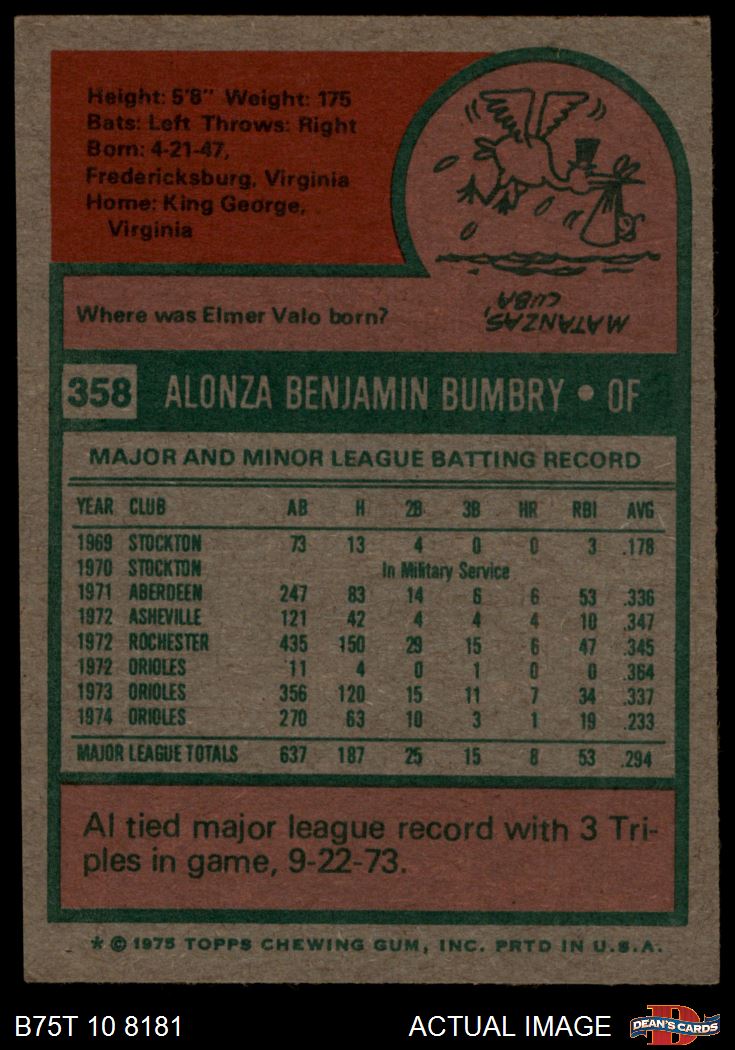 Height: 5'8" Weight: 175
Bats: Left Throws: Right
Born: 4-21-47,
Fredericksburg, Virginia
Home: King George,
Virginia
Where was Elmer Valo born?
MATANZAS,
CUBA
358 ALONZA BENJAMIN BUMBRY • OF
MAJOR AND MINOR LEAGUE BATTING RECORD
YEAR CLUB AB H 2B 3B HR RBI AVG
1969 STOCKTON 73 13 4 0 0 3 .178
1970 STOCKTON In Military Service
1971 ABERDEEN 247 83 14 6 6 53 .336
1972 ASHEVILLE 121 42 4 4 4 10 .347
1972 ROCHESTER 435 150 29 15 6 47 .345
1972 ORIOLES 11 4 0 1 0 0 .364
1973 ORIOLES 356 120 15 11 7 34 .337
1974 ORIOLES 270 63 10 3 1 19 .233
MAJOR LEAGUE TOTALS 637 187 25 15 8 53 .294
Al tied major league record with 3 Tri-
ples in game, 9-22-73.
* © 1975 TOPPS CHEWING GUM, INC. PRTD IN U.S.A.
B75T 10 8181 ACTUAL IMAGE DEAN'S CARDS